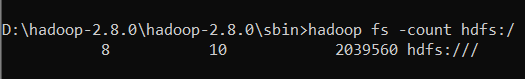 D:\hadoop-2.8.0\hadoop-2.8.0\sbin>hadoop fs -count hdfs:/
8 10 2039560 hdfs:///